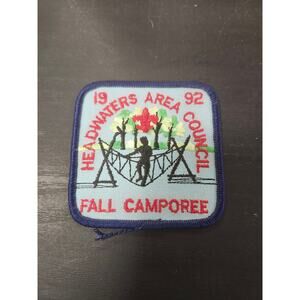 19 92
HEADWATERS AREA COUNCIL
FALL CAMPOREE